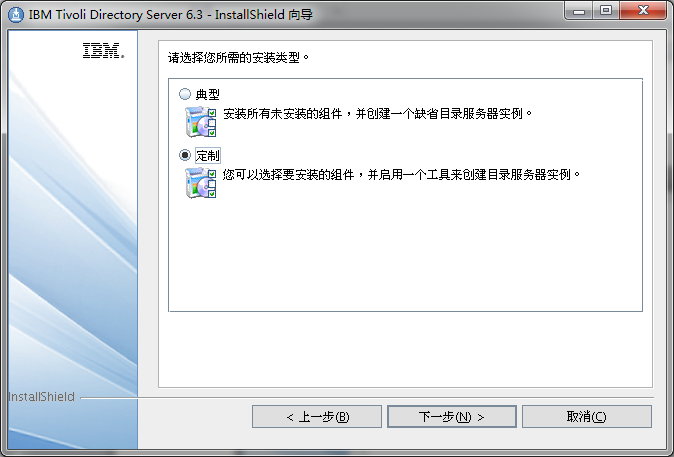 IBM Tivoli Directory Server 6.3 - InstallShield 向导
IBM.
请选择您所需的安装类型。
典型
安装所有未安装的组件，并创建一个缺省目录服务器实例。
定制
您可以选择要安装的组件，并启用一个工具来创建目录服务器实例。
InstallShield
< 上一步(B)
下一步(N) >
取消(C)